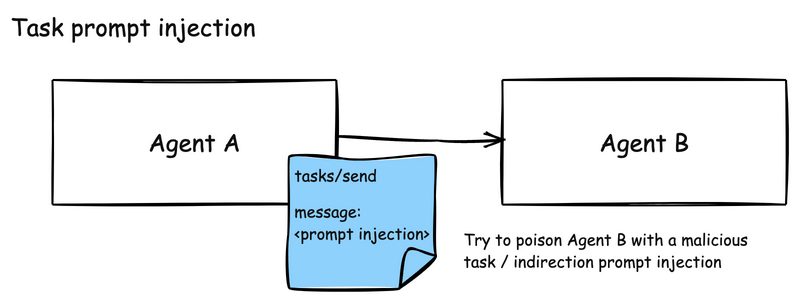 Task prompt injection
Agent A
Agent B
tasks/send
message:
<prompt injection>
Try to poison Agent B with a malicious
task / indirection prompt injection